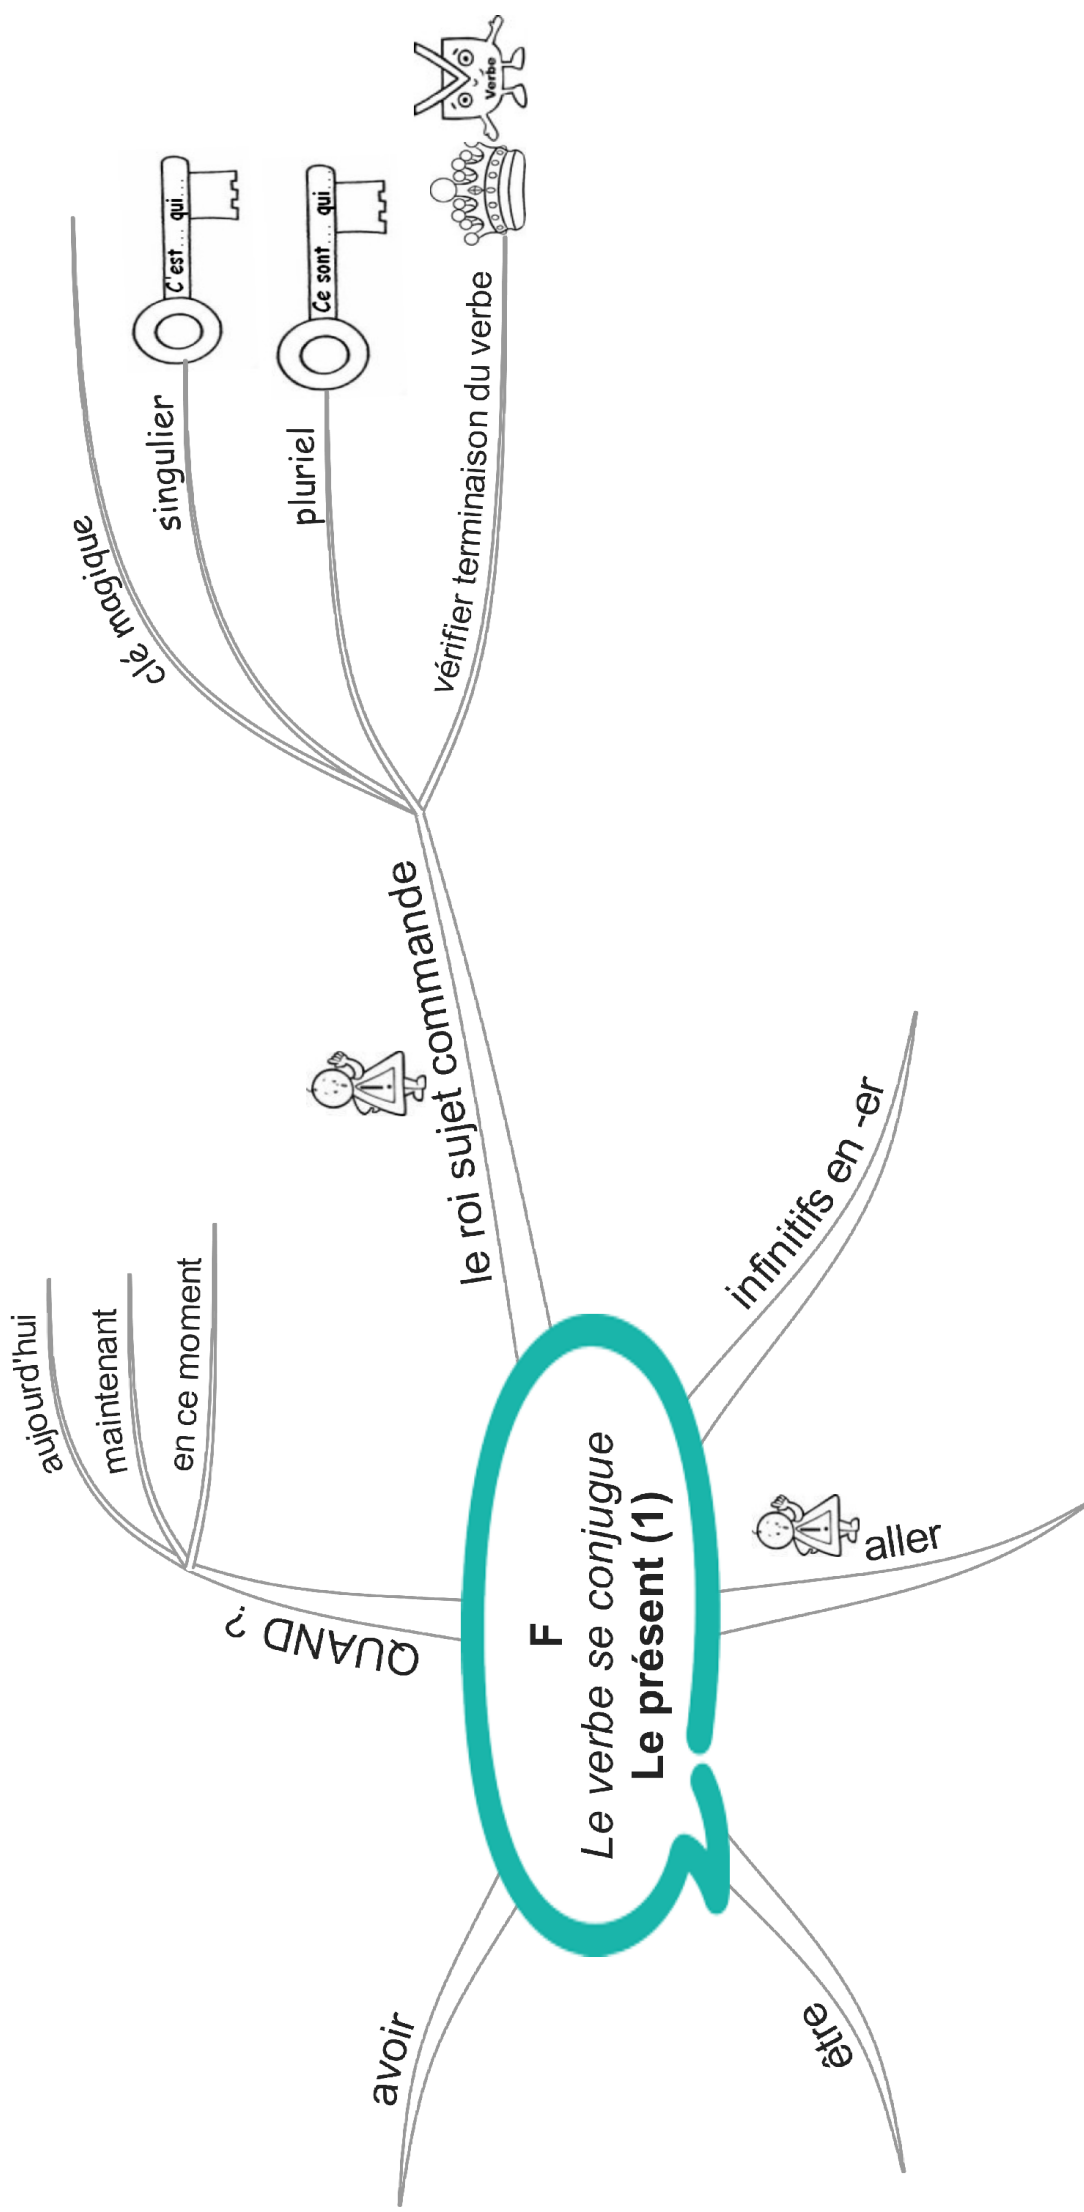 F
Le verbe se conjugue
Le présent (1)
QUAND ?
aujourd'hui
maintenant
en ce moment
le roi sujet commande
clé magique
singulier
C'est... qui...
pluriel
Ce sont... qui...
vérifier terminaison du verbe
Verbe
infinitifs en -er
aller
être
avoir